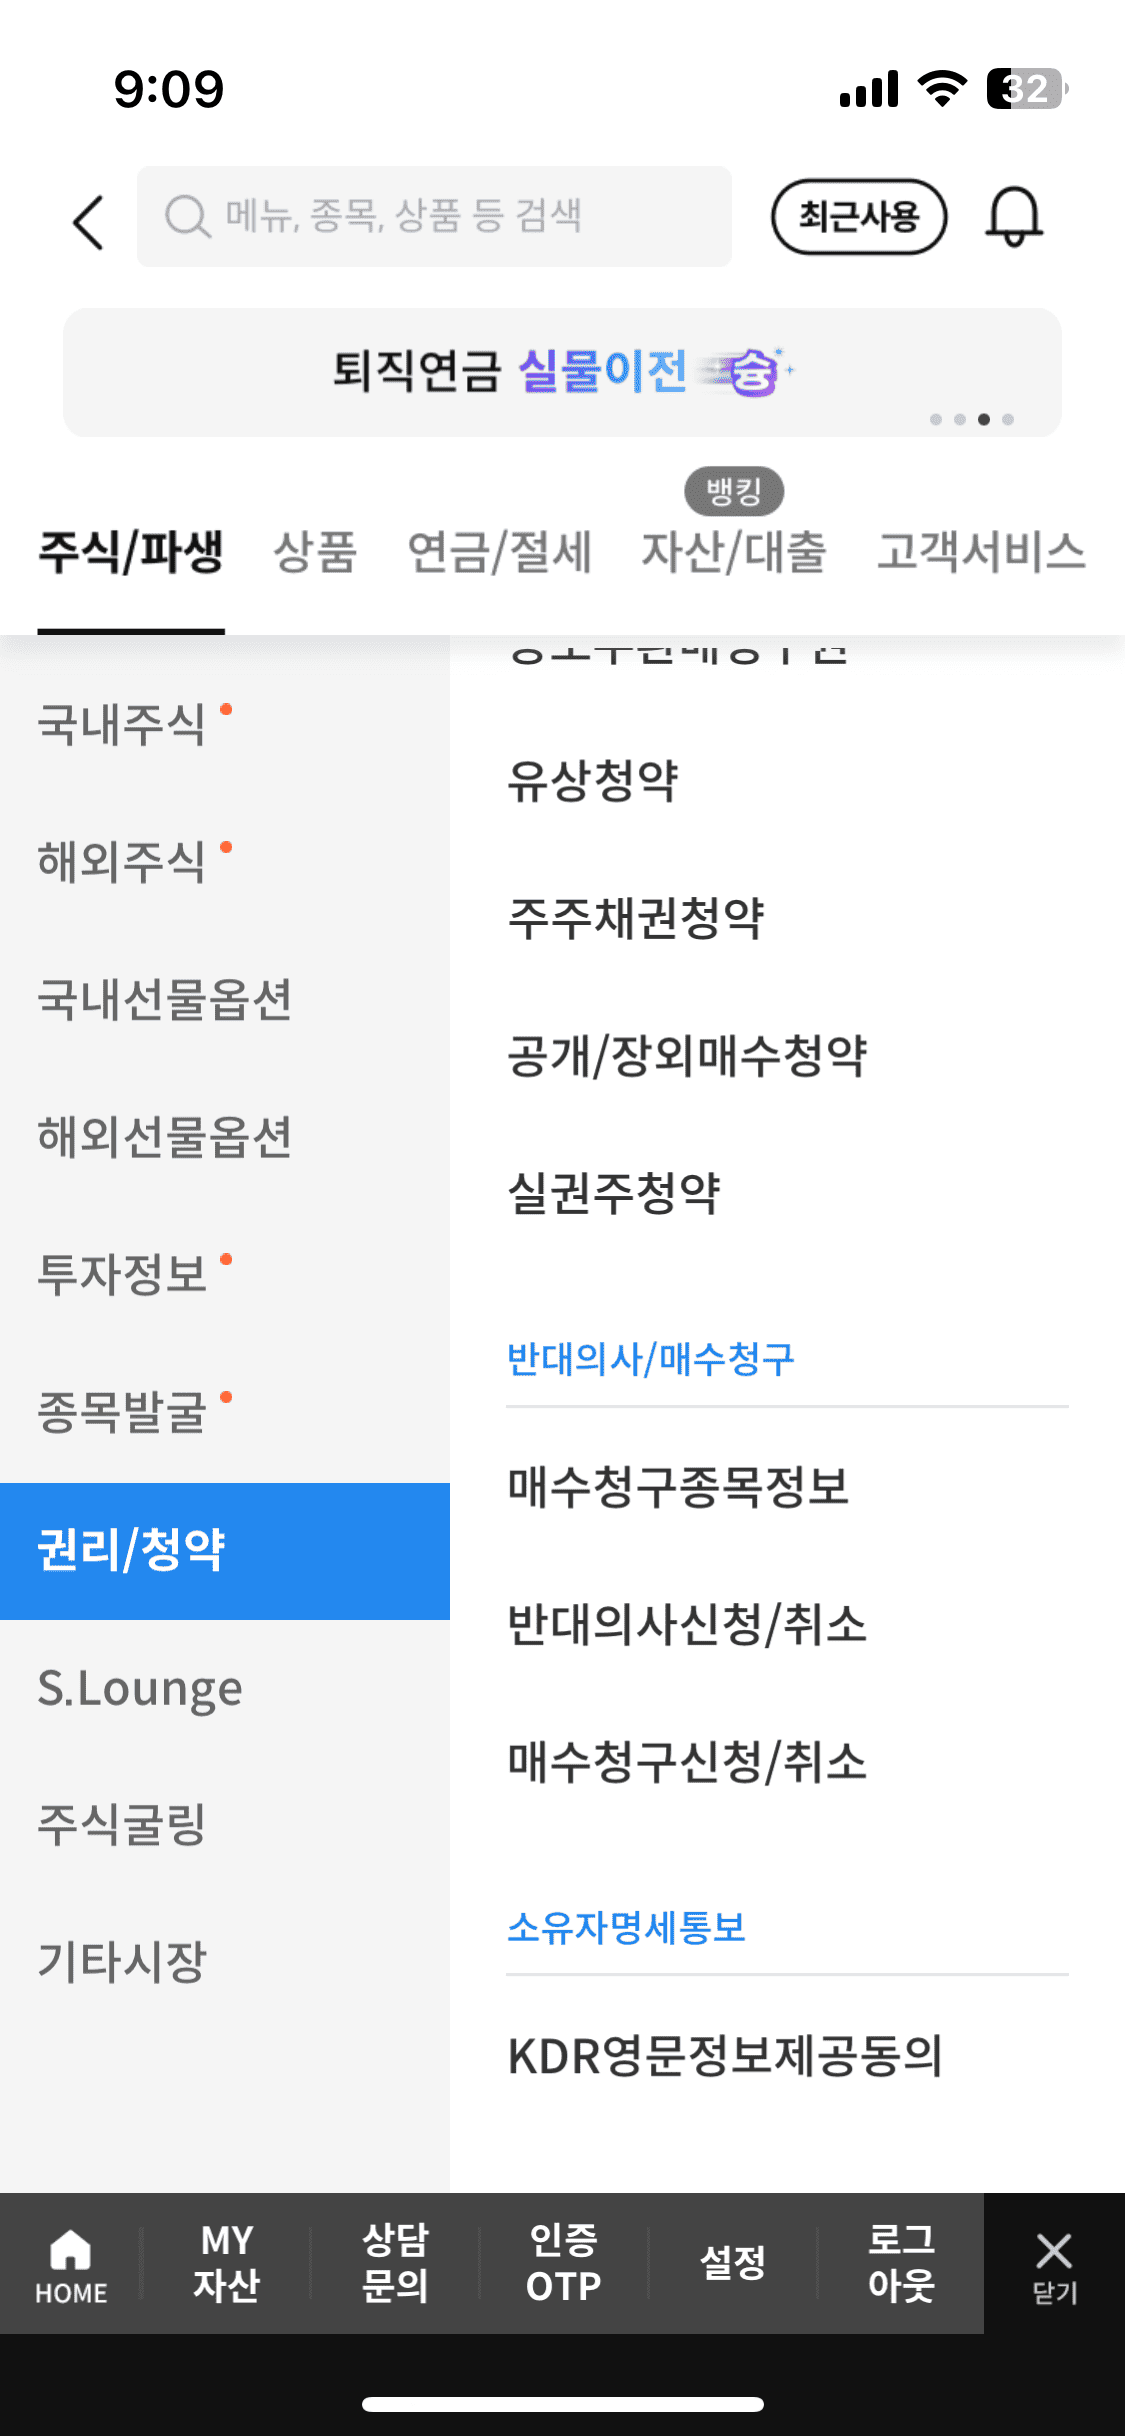 9:09
32
메뉴, 종목, 상품 등 검색
최근사용
퇴직연금 실물이전
뱅킹
주식/파생 상품 연금/절세 자산/대출 고객서비스
국내주식
해외주식
국내선물옵션
해외선물옵션
투자정보
종목발굴
권리/청약
S.Lounge
주식굴링
기타시장
유상청약
주주채권청약
공개/장외매수청약
실권주청약
반대의사/매수청구
매수청구종목정보
반대의사신청/취소
매수청구신청/취소
소유자명세통보
KDR영문정보제공동의
HOME
MY
자산
상담
문의
인증
OTP
설정
로그
아웃
닫기